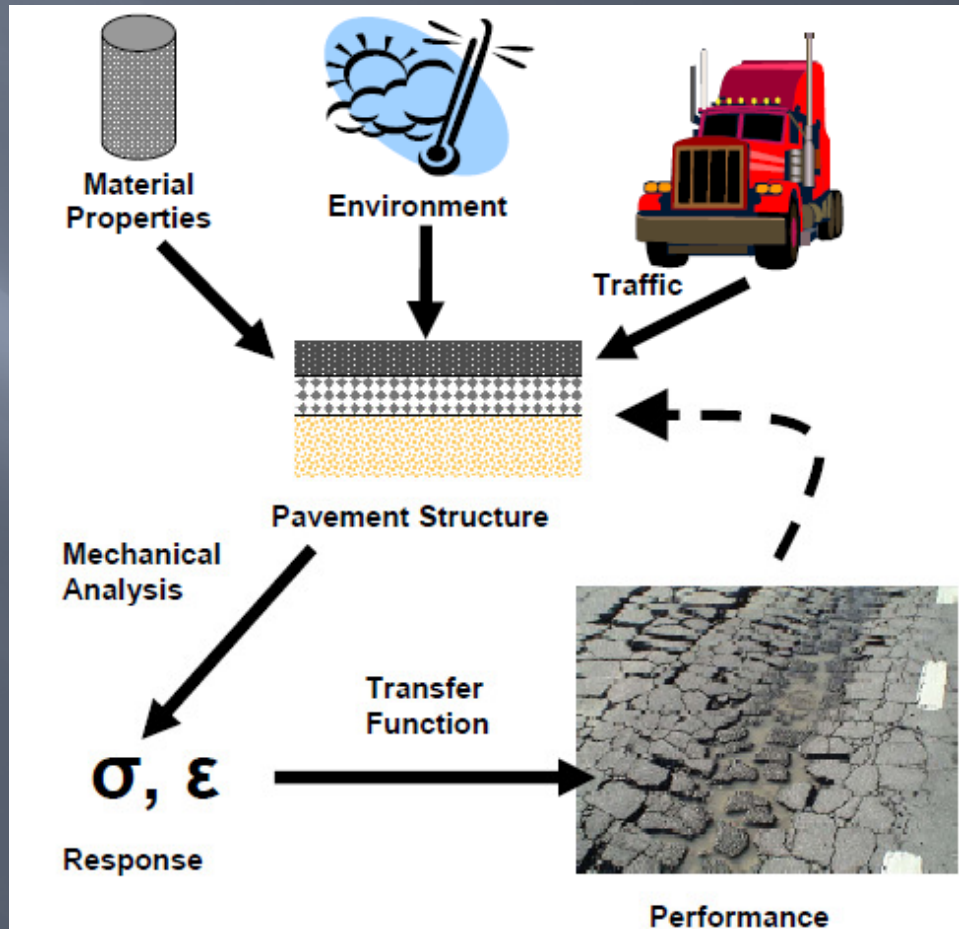 Material
Properties
Environment
Traffic
Pavement Structure
Mechanical
Analysis
Transfer
Function
σ, ε
Response
Performance